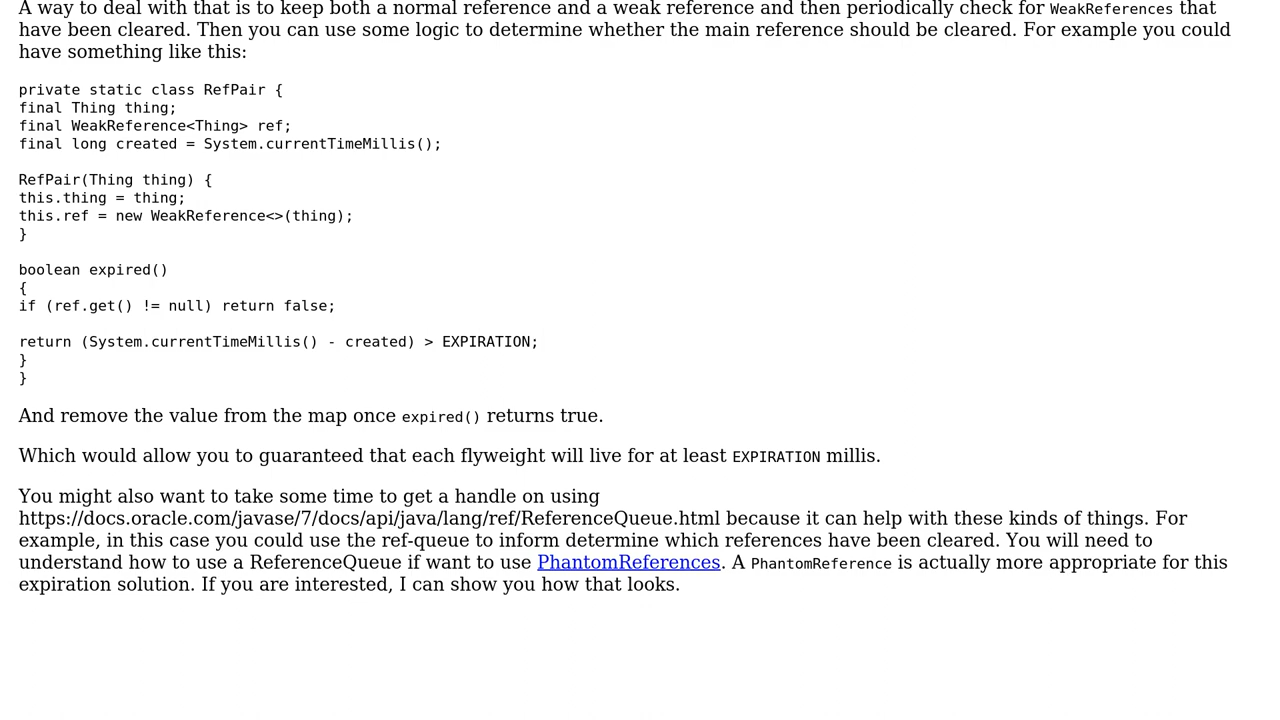 A way to deal with that is to keep both a normal reference and a weak reference and then periodically check for WeakReferences that
have been cleared. Then you can use some logic to determine whether the main reference should be cleared. For example you could
have something like this:
private static class RefPair {
final Thing thing;
final WeakReference<Thing> ref;
final long created = System.currentTimeMillis();
RefPair(Thing thing) {
this.thing = thing;
this.ref = new WeakReference<>(thing);
}
boolean expired()
{
if (ref.get() != null) return false;
return (System.currentTimeMillis() - created) > EXPIRATION;
}
}
And remove the value from the map once expired() returns true.
Which would allow you to guaranteed that each flyweight will live for at least EXPIRATION millis.
You might also want to take some time to get a handle on using
https://docs.oracle.com/javase/7/docs/api/java/lang/ref/ReferenceQueue.html because it can help with these kinds of things. For
example, in this case you could use the ref-queue to inform determine which references have been cleared. You will need to
understand how to use a ReferenceQueue if want to use PhantomReferences. A PhantomReference is actually more appropriate for this
expiration solution. If you are interested, I can show you how that looks.